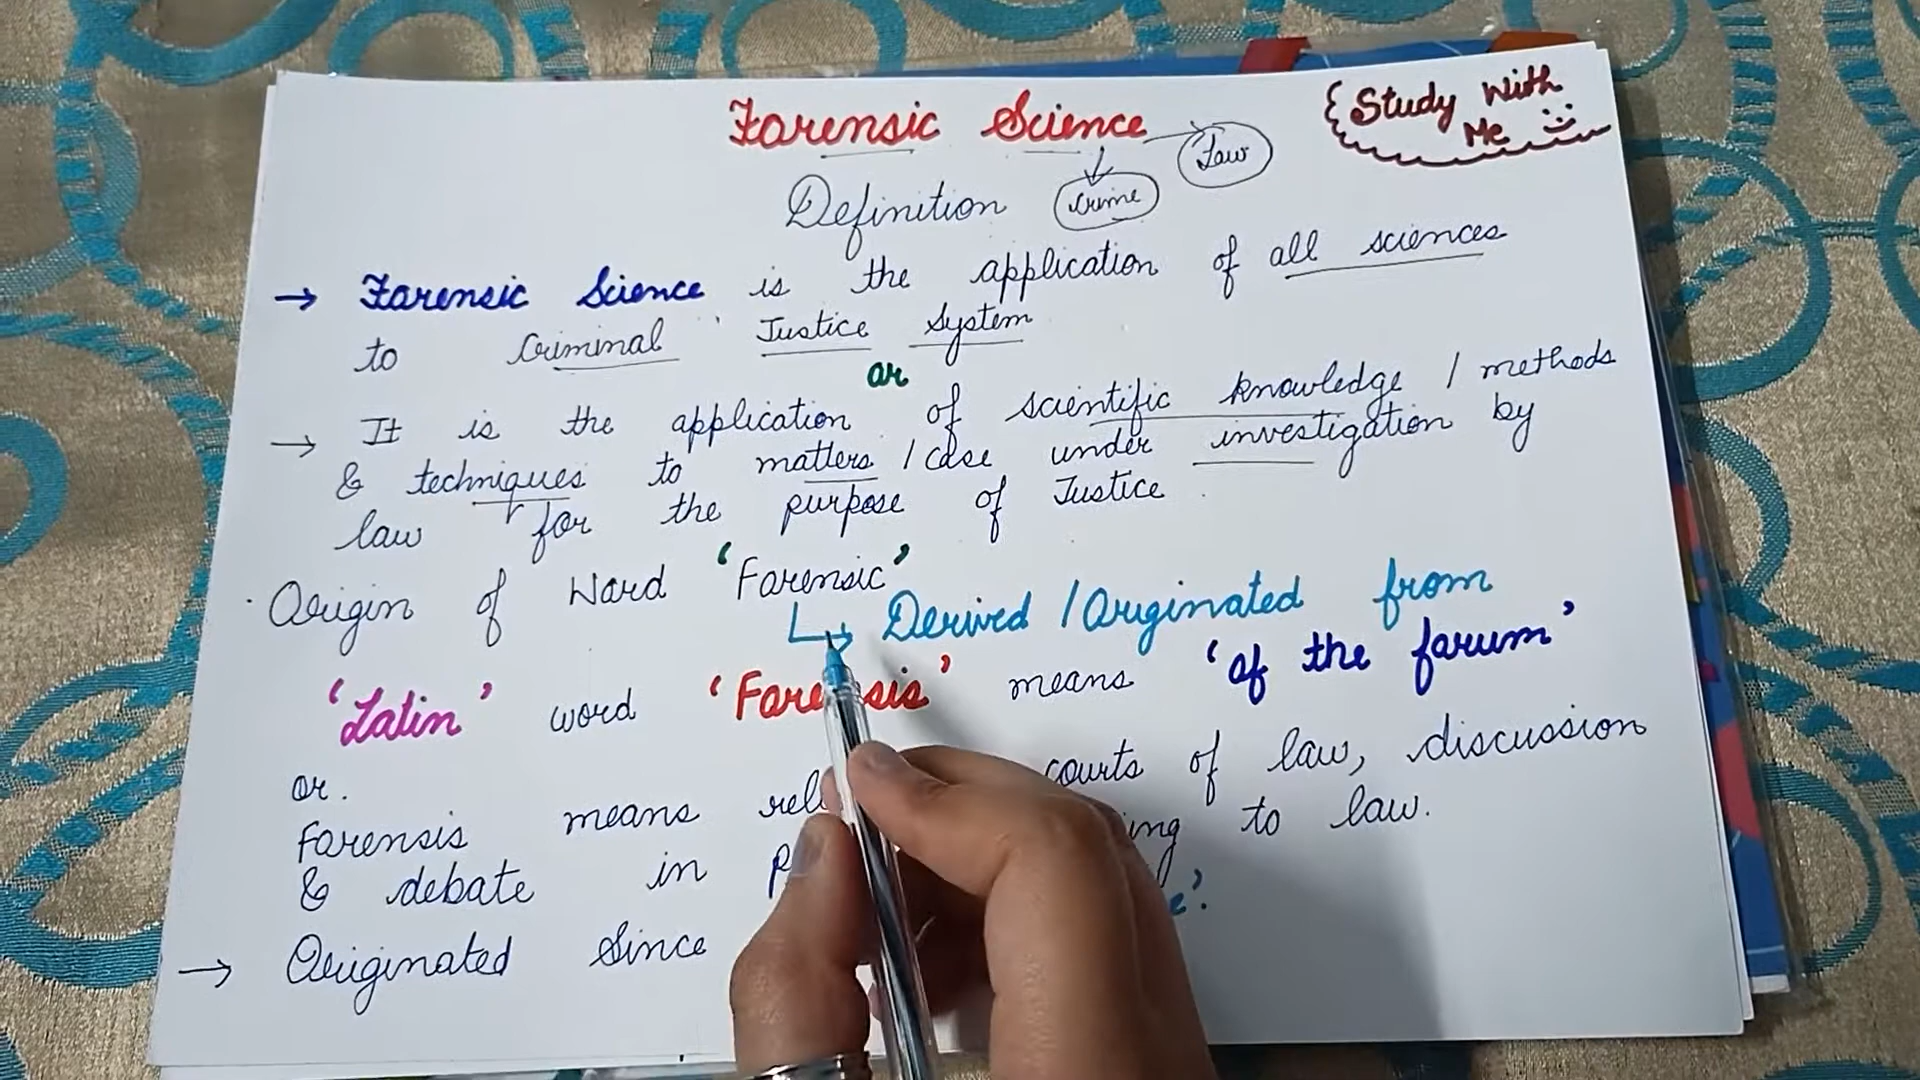 Forensic Science
Study With
Me
Law
Definition
Crime
→ Forensic Science is the application of all sciences
to Criminal Justice System
or
→ It is the application of scientific knowledge / methods
& techniques to matters / case under investigation by
law for the purpose of Justice.
Origin of Word 'Forensic'
Derived / Originated from
'Latin' word 'Forensis' means 'of the forum'
or.
Forensis means courts of law, discussion
& debate in to law.
→ Originated Since